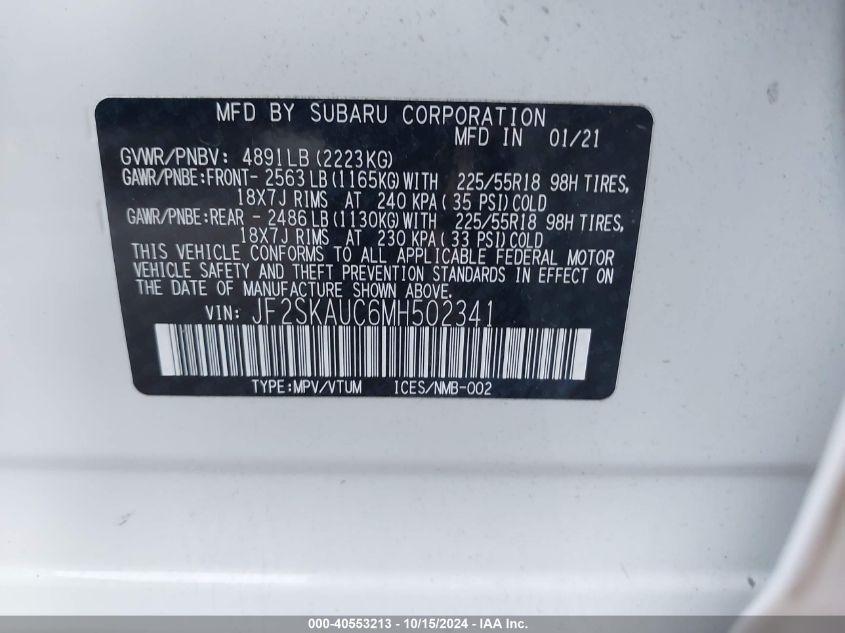 MFD BY SUBARU CORPORATION
MFD IN 01/21
GVWR/PNBV: 4891LB(2223KG)
GAWR/PNBE:FRONT- 2563LB(1165KG)WITH 225/55R18 98H TIRES,
18X7J RIMS AT 240 KPA(35 PSI)COLD
GAWR/PNBE:REAR - 2486LB(1130KG)WITH 225/55R18 98H TIRES,
18X7J RIMS AT 230 KPA(33 PSI)COLD
THIS VEHICLE CONFORMS TO ALL APPLICABLE FEDERAL MOTOR
VEHICLE SAFETY AND THEFT PREVENTION STANDARDS IN EFFECT ON
THE DATE OF MANUFACTURE SHOWN ABOVE.
VIN: JF2SKAUC6MH502341
TYPE:MPV/VTUM ICES/NMB-002
000-40553213 - 10/15/2024 - IAA Inc.